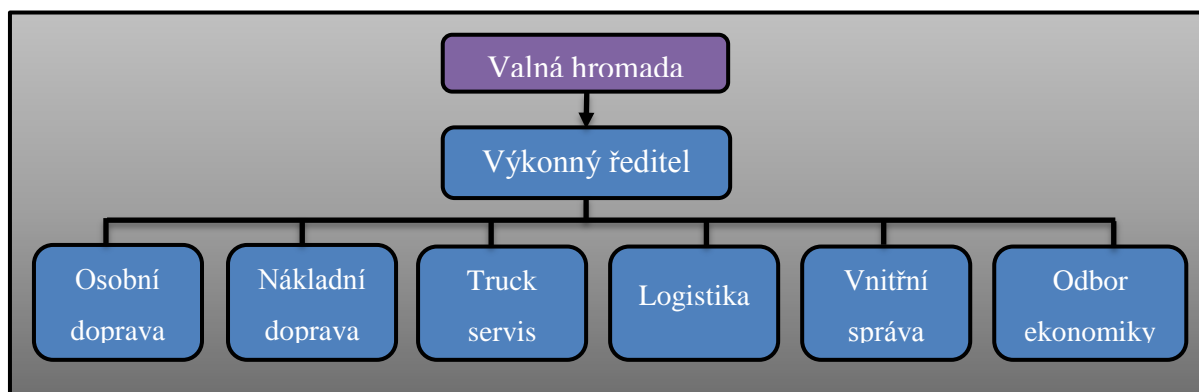 Valná hromada
Výkonný ředitel
Osobní
doprava
Nákladní
doprava
Truck
servis
Logistika
Vnitřní
správa
Odbor
ekonomiky